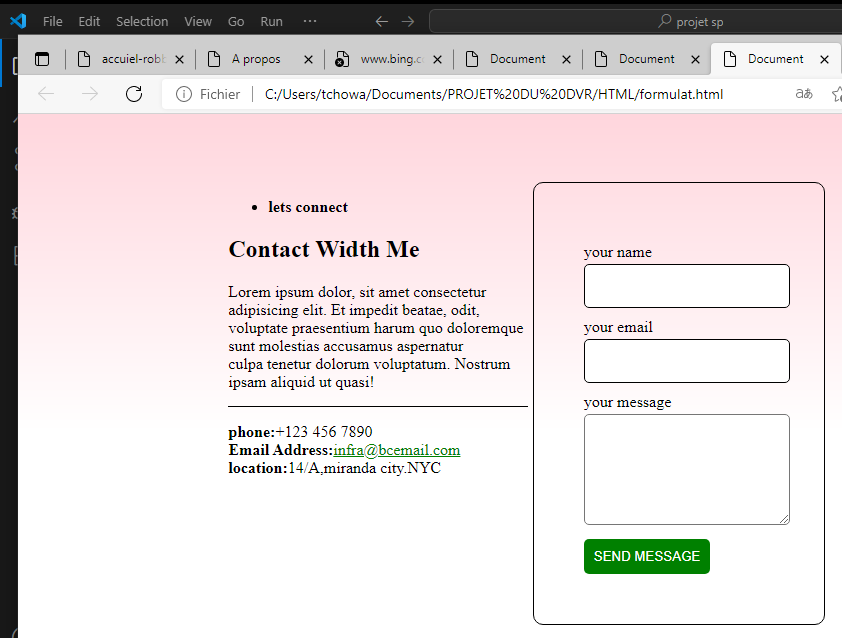 File Edit Selection View Go Run ... projet sp
accuiel-rob A propos www.bing.c Document Document Document
Fichier C:/Users/tchowa/Documents/PROJET%20DU%20DVR/HTML/formulat.html aあ
lets connect
Contact Width Me
Lorem ipsum dolor, sit amet consectetur
adipisicing elit. Et impedit beatae, odit,
voluptate praesentium harum quo doloremque
sunt molestias accusamus aspernatur
culpa tenetur dolorum voluptatum. Nostrum
ipsam aliquid ut quasi!
phone:+123 456 7890
Email Address:infra@bcemail.com
location:14/A,miranda city.NYC
your name
your email
your message
SEND MESSAGE